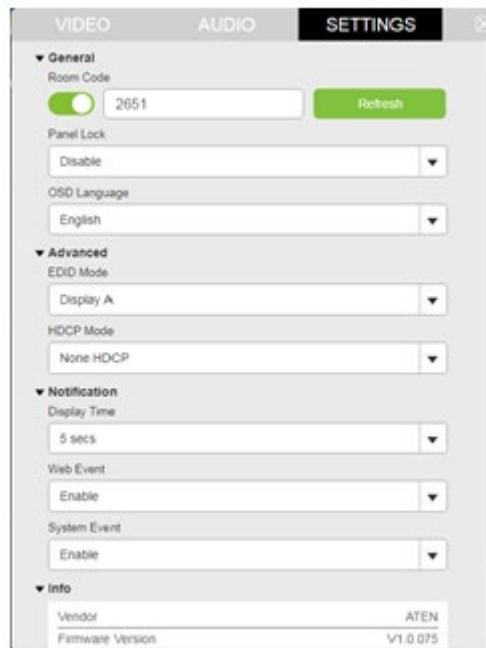 VIDEO AUDIO SETTINGS
General
Room Code
2651 Refresh
Panel Lock
Disable
OSD Language
English
Advanced
EDID Mode
Display A
HDCP Mode
None HDCP
Notification
Display Time
5 secs
Web Event
Enable
System Event
Enable
Info
Vendor ATEN
Firmware Version V1.0.075